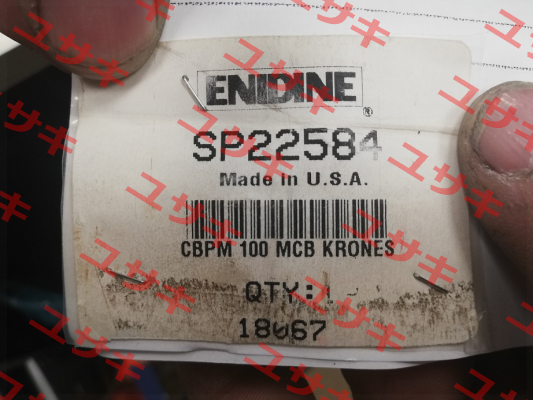 ENIDINE®
SP22584
Made in U.S.A.
CBPM 100 MCB KRONES
QTY:1
18067
ユサキ